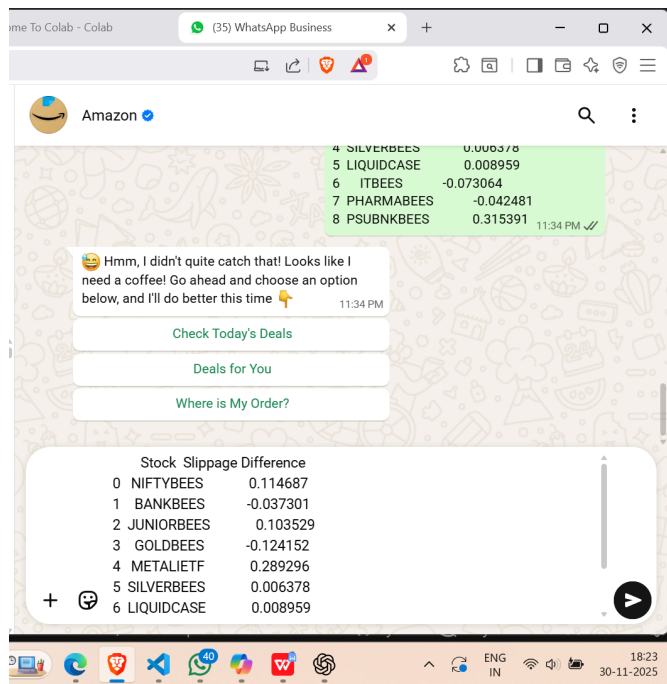 ome To Colab - Colab
(35) WhatsApp Business
1
Amazon
4 SILVERBEES 0.006378
5 LIQUIDCASE 0.008959
6 ITBEES -0.073064
7 PHARMABEES -0.042481
8 PSUBNKBEES 0.315391
11:34 PM
Hmm, I didn't quite catch that! Looks like I
need a coffee! Go ahead and choose an option
below, and I'll do better this time
11:34 PM
Check Today's Deals
Deals for You
Where is My Order?
Stock Slippage Difference
0 NIFTYBEES 0.114687
1 BANKBEES -0.037301
2 JUNIORBEES 0.103529
3 GOLDBEES -0.124152
4 METALIETF 0.289296
5 SILVERBEES 0.006378
6 LIQUIDCASE 0.008959
40
W
ENG
IN
18:23
30-11-2025